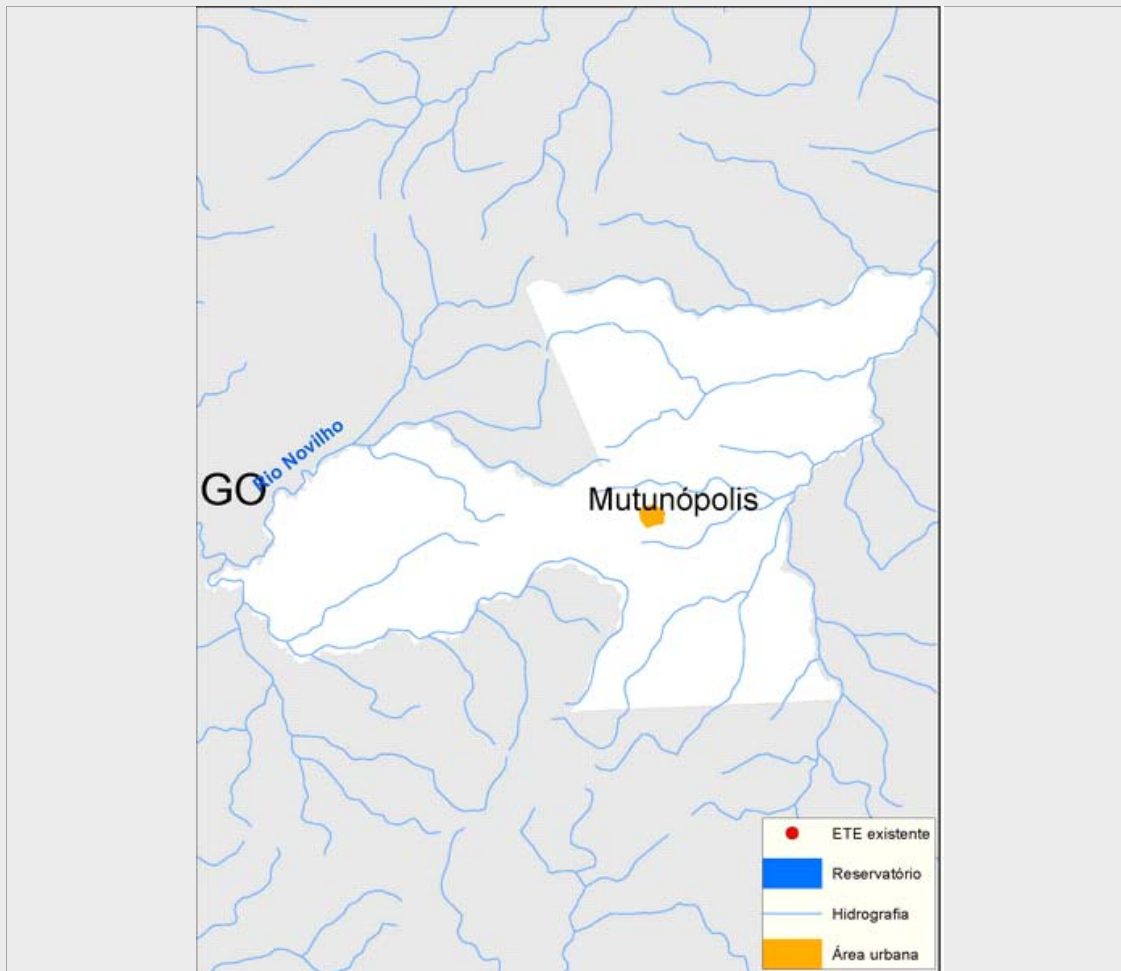 Rio Novilho
GO
Mutunópolis
ETE existente
Reservatório
Hidrografia
Área urbana